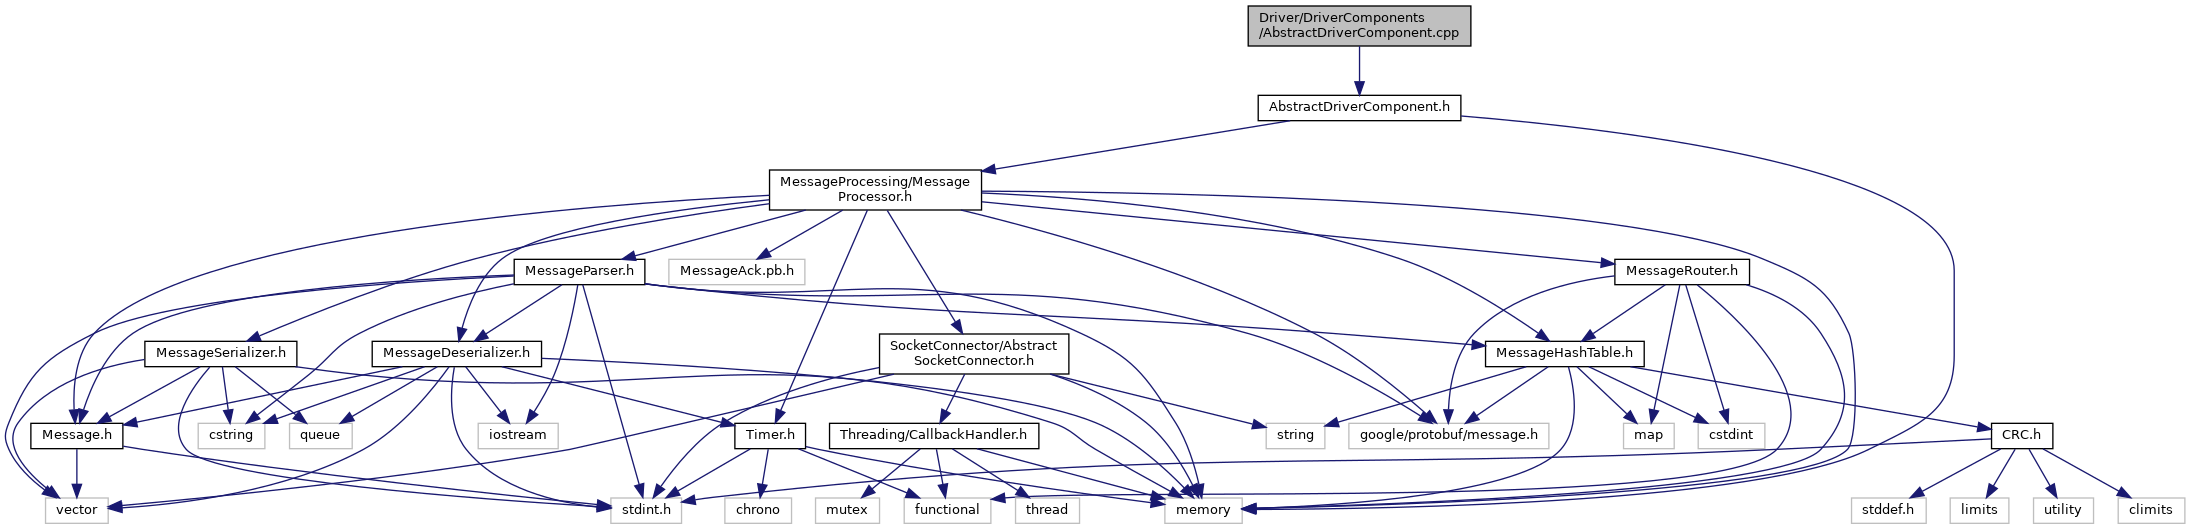 Driver/DriverComponents
/AbstractDriverComponent.cpp
AbstractDriverComponent.h
MessageProcessing/Message
Processor.h
MessageParser.h
MessageAck.pb.h
MessageRouter.h
MessageSerializer.h
MessageDeserializer.h
SocketConnector/Abstract
SocketConnector.h
MessageHashTable.h
Message.h
cstring
queue
iostream
Timer.h
Threading/CallbackHandler.h
string
google/protobuf/message.h
map
cstdint
CRC.h
vector
stdint.h
chrono
mutex
functional
thread
memory
stddef.h
limits
utility
climits